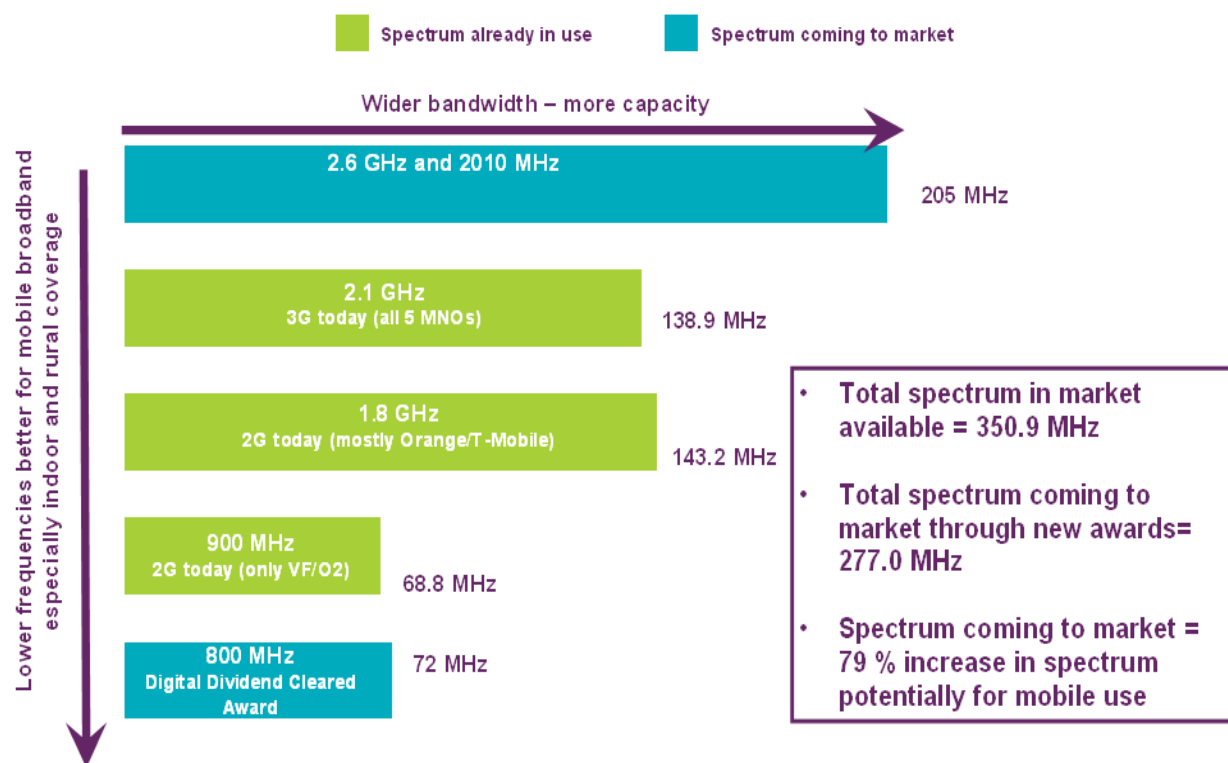 Spectrum already in use
Spectrum coming to market
Wider bandwidth – more capacity
Lower frequencies better for mobile broadband
especially indoor and rural coverage
2.6 GHz and 2010 MHz
205 MHz
2.1 GHz
3G today (all 5 MNOs)
138.9 MHz
1.8 GHz
2G today (mostly Orange/T-Mobile)
143.2 MHz
900 MHz
2G today (only VF/O2)
68.8 MHz
800 MHz
Digital Dividend Cleared
Award
72 MHz
• Total spectrum in market
available = 350.9 MHz
• Total spectrum coming to
market through new awards=
277.0 MHz
• Spectrum coming to market =
79 % increase in spectrum
potentially for mobile use